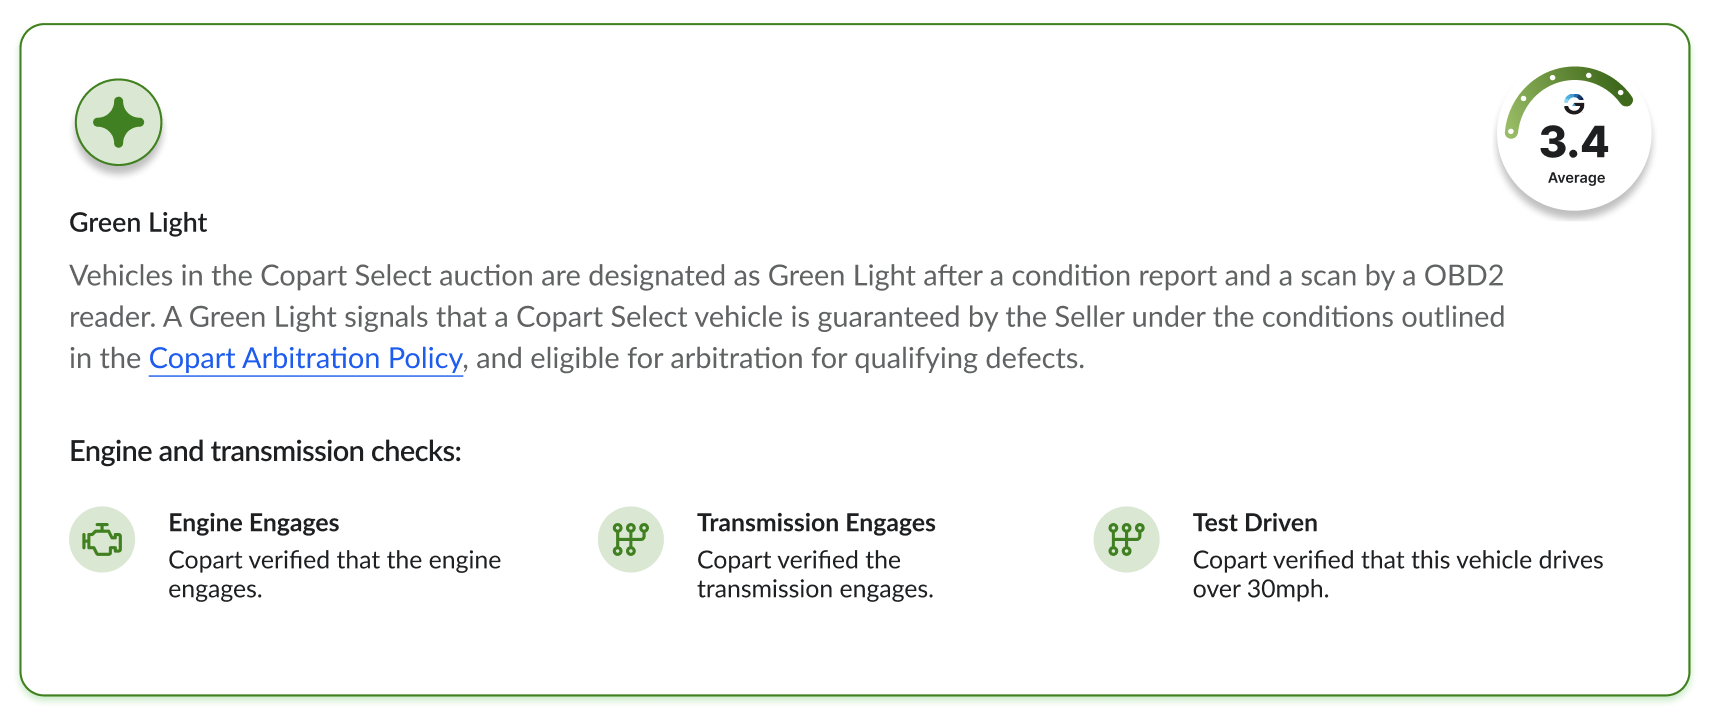 G
3.4
Average
Green Light
Vehicles in the Copart Select auction are designated as Green Light after a condition report and a scan by a OBD2
reader. A Green Light signals that a Copart Select vehicle is guaranteed by the Seller under the conditions outlined
in the Copart Arbitration Policy, and eligible for arbitration for qualifying defects.
Engine and transmission checks:
Engine Engages
Copart verified that the engine
engages.
Transmission Engages
Copart verified the
transmission engages.
Test Driven
Copart verified that this vehicle drives
over 30mph.